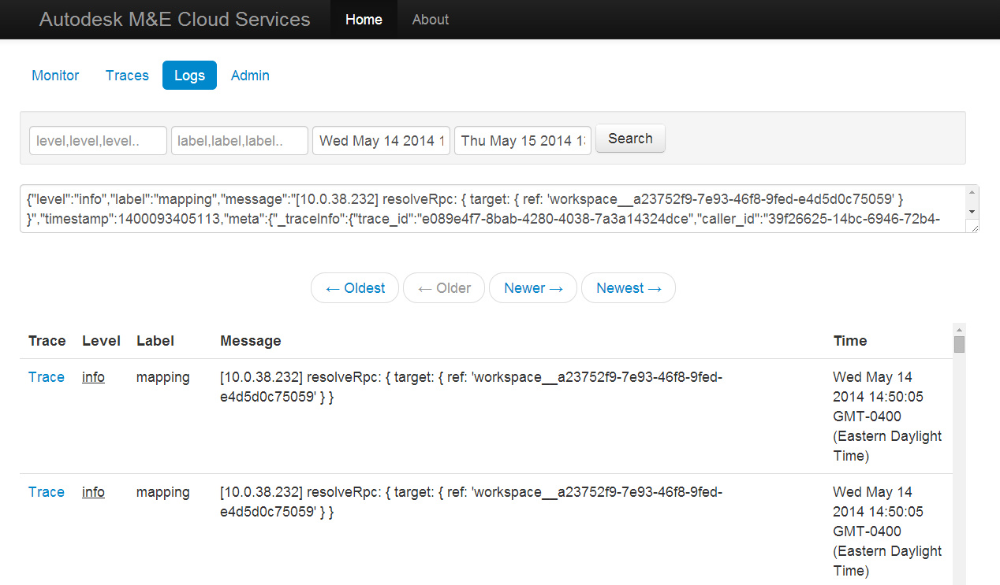 Autodesk M&E Cloud Services Home About
Monitor Traces Logs Admin
level,level,level.. label,label,label.. Wed May 14 2014 1 Thu May 15 2014 1 Search
{"level":"info","label":"mapping","message":"[10.0.38.232] resolveRpc: { target: { ref: 'workspace__a23752f9-7e93-46f8-9fed-e4d5d0c75059' }
}","timestamp":1400093405113,"meta":{"_traceInfo":{"trace_id":"e089e4f7-8bab-4280-4038-7a3a14324dce","caller_id":"39f26625-14bc-6946-72b4-
← Oldest ← Older Newer → Newest →
Trace Level Label Message Time
Trace info mapping [10.0.38.232] resolveRpc: { target: { ref: 'workspace__a23752f9-7e93-46f8-9fed- Wed May 14
e4d5d0c75059' } } 2014 14:50:05
GMT-0400
(Eastern Daylight
Time)
Trace info mapping [10.0.38.232] resolveRpc: { target: { ref: 'workspace__a23752f9-7e93-46f8-9fed- Wed May 14
e4d5d0c75059' } } 2014 14:50:05
GMT-0400
(Eastern Daylight
Time)